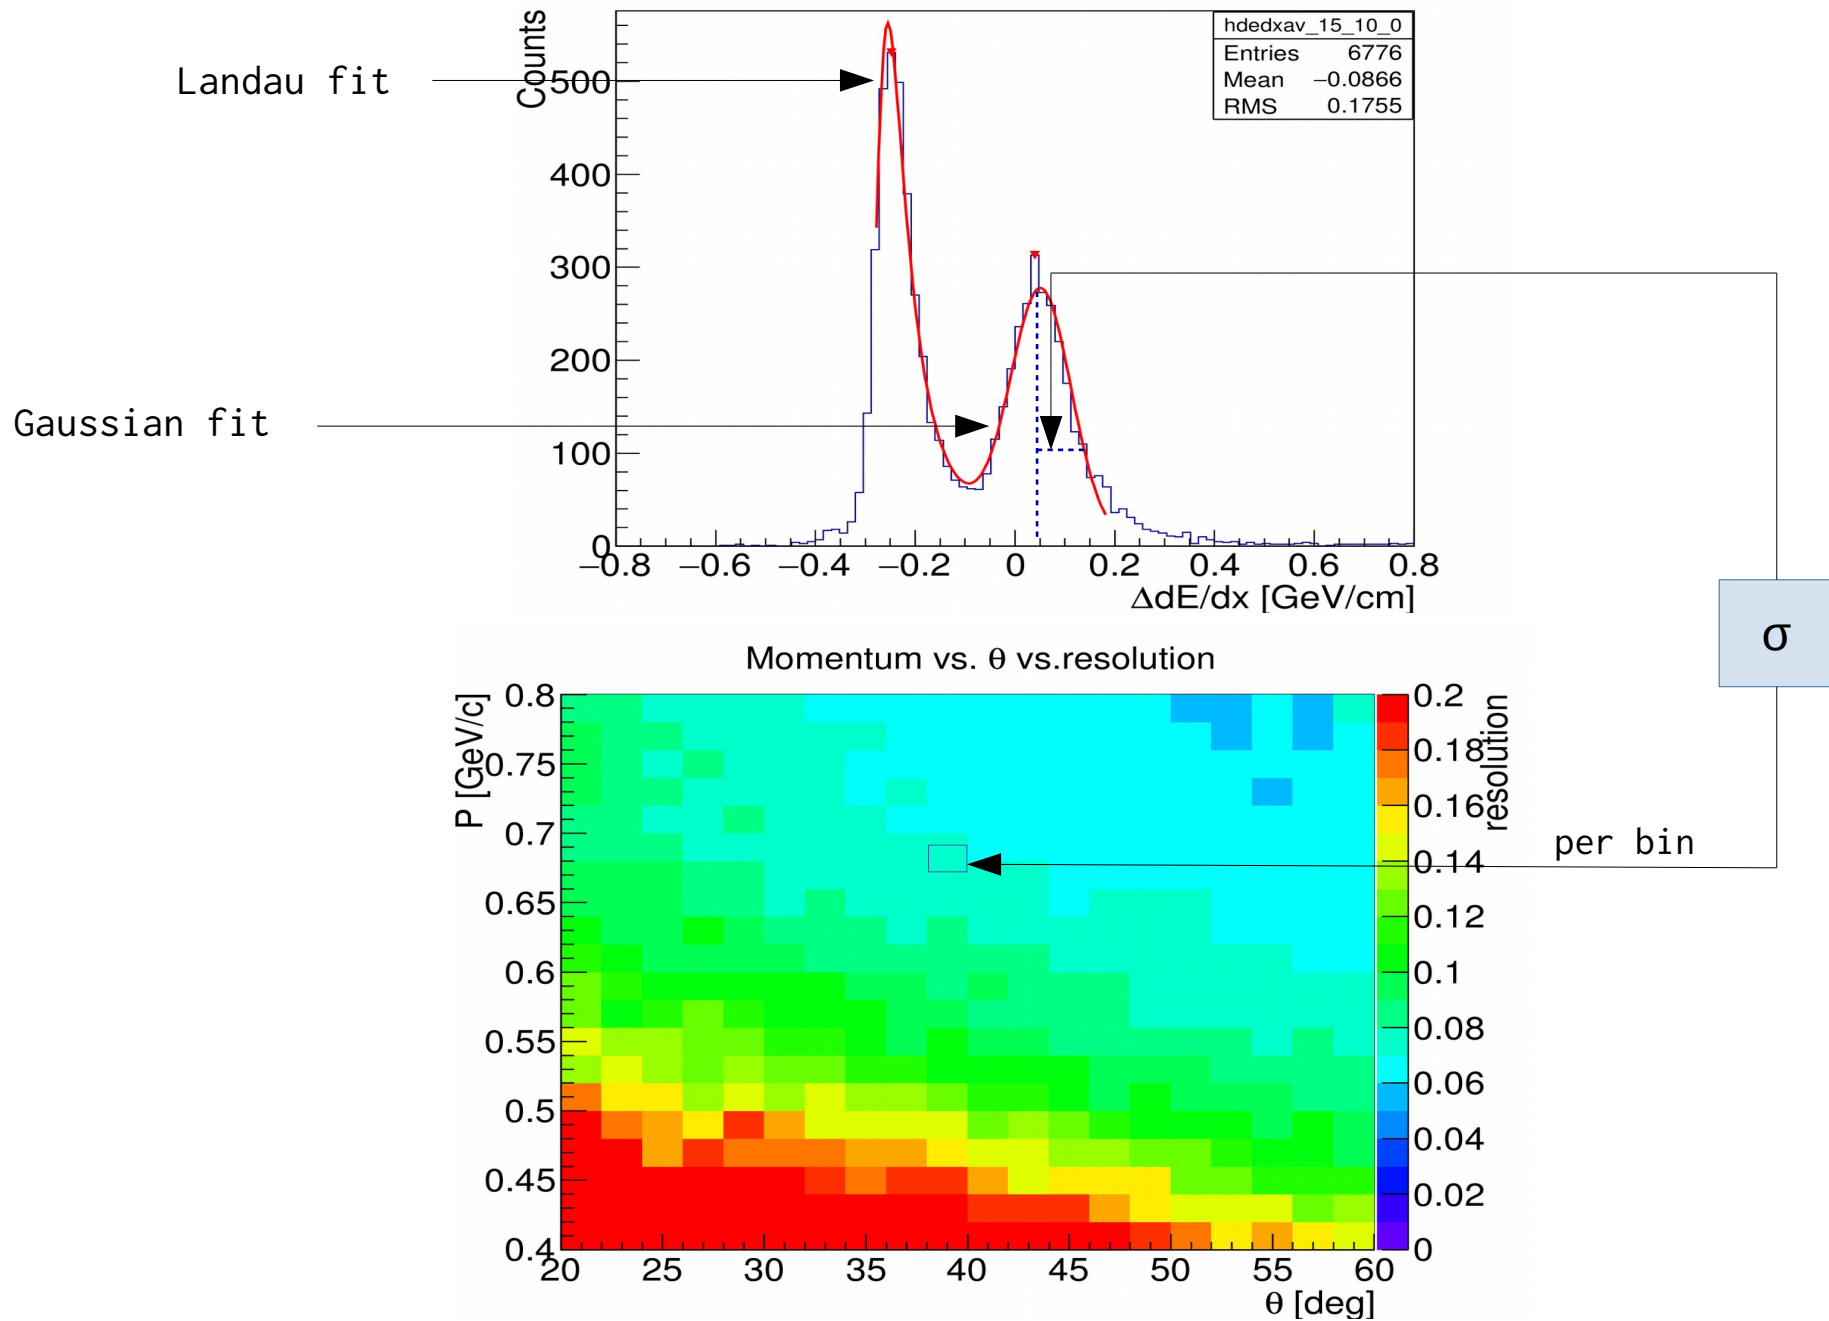 Landau fit
Gaussian fit
Counts
hdedxav_15_10_0
Entries 6776
Mean −0.0866
RMS 0.1755
500
400
300
200
100
0
−0.8 −0.6 −0.4 −0.2 0 0.2 0.4 0.6 0.8
ΔdE/dx [GeV/cm]
σ
per bin
Momentum vs. θ vs.resolution
P [GeV/c]
0.8
0.75
0.7
0.65
0.6
0.55
0.5
0.45
0.4
20 25 30 35 40 45 50 55 60
θ [deg]
resolution
0.2
0.18
0.16
0.14
0.12
0.1
0.08
0.06
0.04
0.02
0